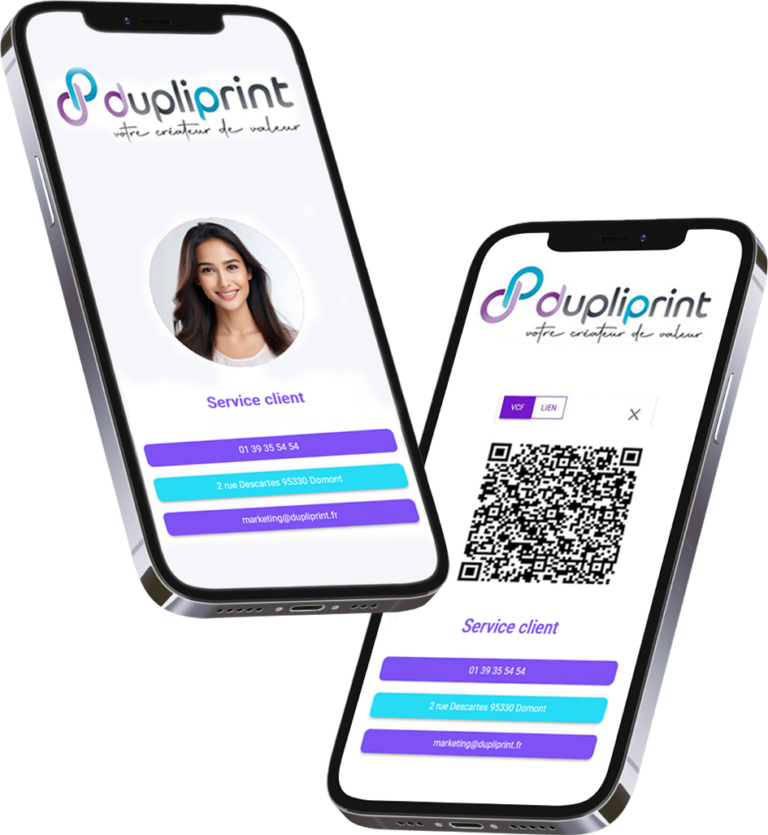 dupliprint
votre créateur de valeur
Service client
01 39 35 54 54
2 rue Descartes 95330 Domont
marketing@dupliprint.fr
dupliprint
votre créateur de valeur
VCF LIEN
Service client
01 39 35 54 54
2 rue Descartes 95330 Domont
marketing@dupliprint.fr